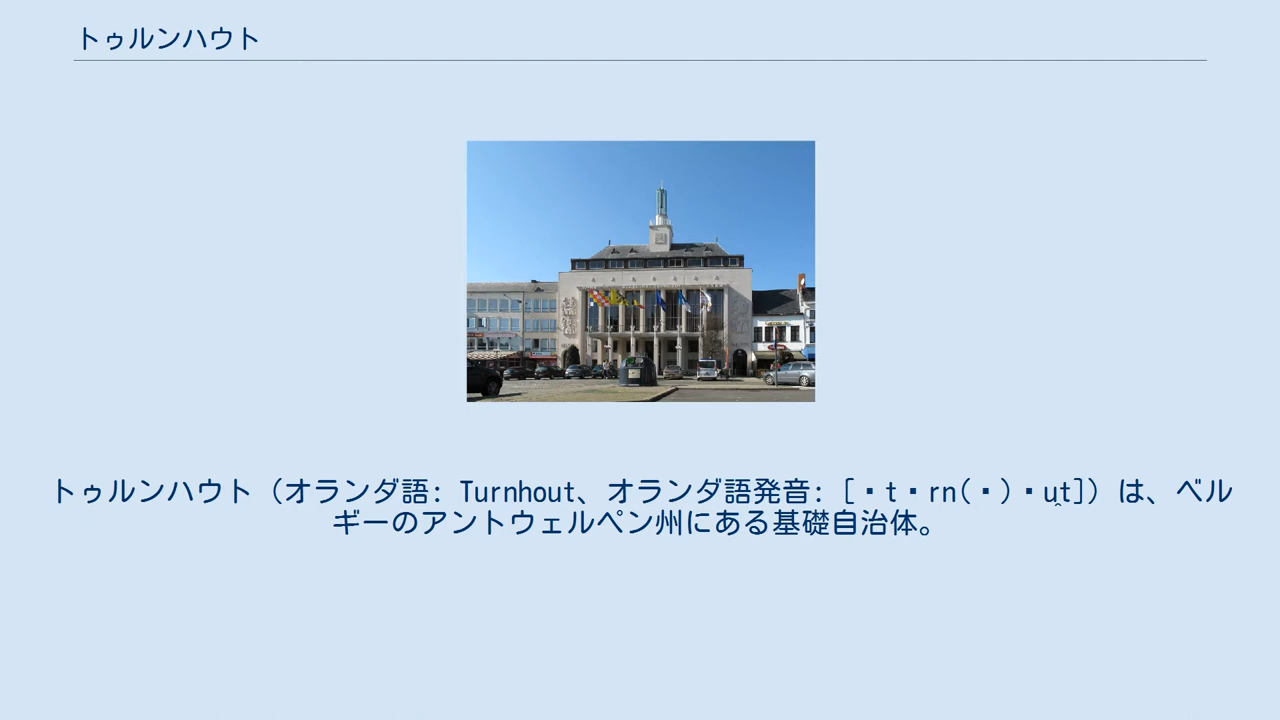 トゥルンハウト
トゥルンハウト（オランダ語: Turnhout、オランダ語発音: [・t・rn(・)・u̯t]）は、ベル
ギーのアントウェルペン州にある基礎自治体。